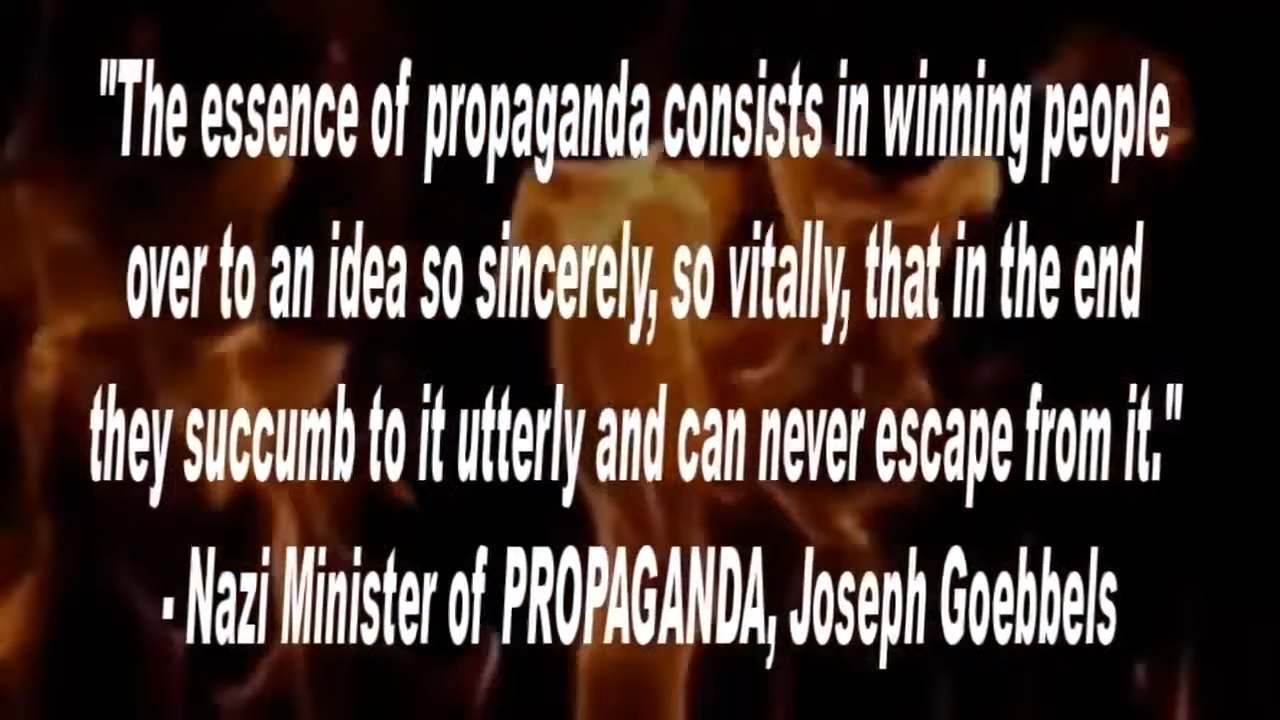 "The essence of propaganda consists in winning people
over to an idea so sincerely, so vitally, that in the end
they succumb to it utterly and can never escape from it."
- Nazi Minister of PROPAGANDA, Joseph Goebbels